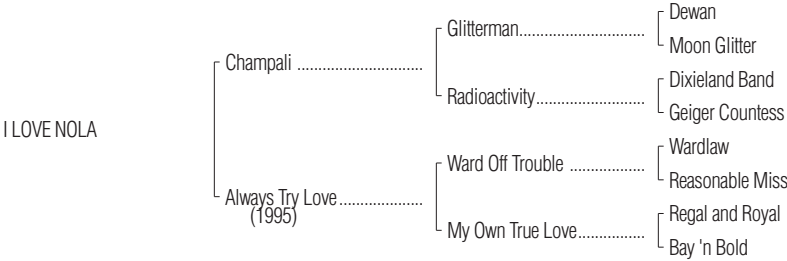 Dewan
Glitterman..............................
Moon Glitter
Champali ..............................
Dixieland Band
Radioactivity..........................
Geiger Countess
I LOVE NOLA
Wardlaw
Ward Off Trouble ..................
Reasonable Miss
Always Try Love....................
(1995)
Regal and Royal
My Own True Love................
Bay 'n Bold